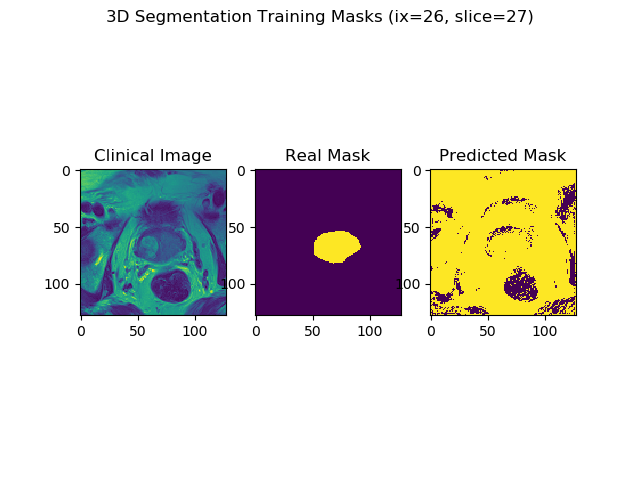 3D Segmentation Training Masks (ix=26, slice=27)
Clinical Image Real Mask Predicted Mask
0 0 0
50 50 50
100 100 100
0 50 100 0 50 100 0 50 100